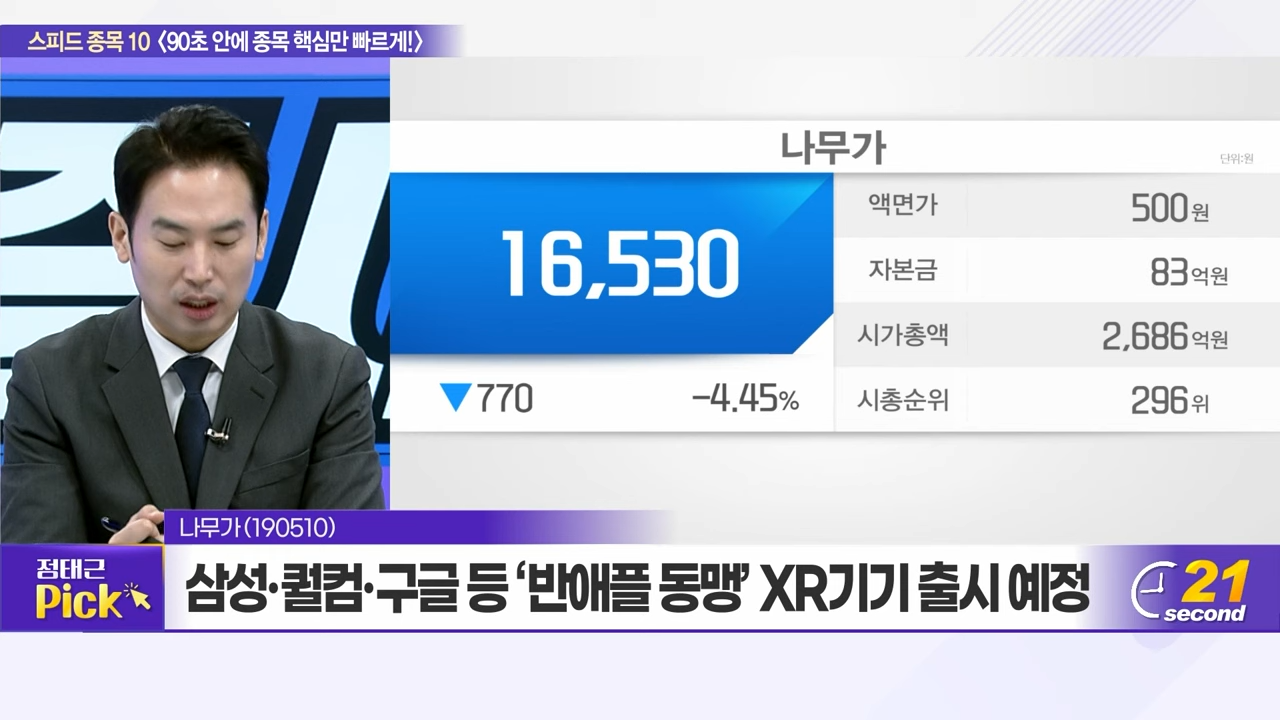 스피드 종목 10 〈90초 안에 종목 핵심만 빠르게!〉
나무가
단위:원
16,530
▼770 -4.45%
액면가 500원
자본금 83억원
시가총액 2,686억원
시총순위 296위
나무가(190510)
정태근
Pick
삼성·퀄컴·구글 등 ‘반애플 동맹’ XR기기 출시 예정
21
second